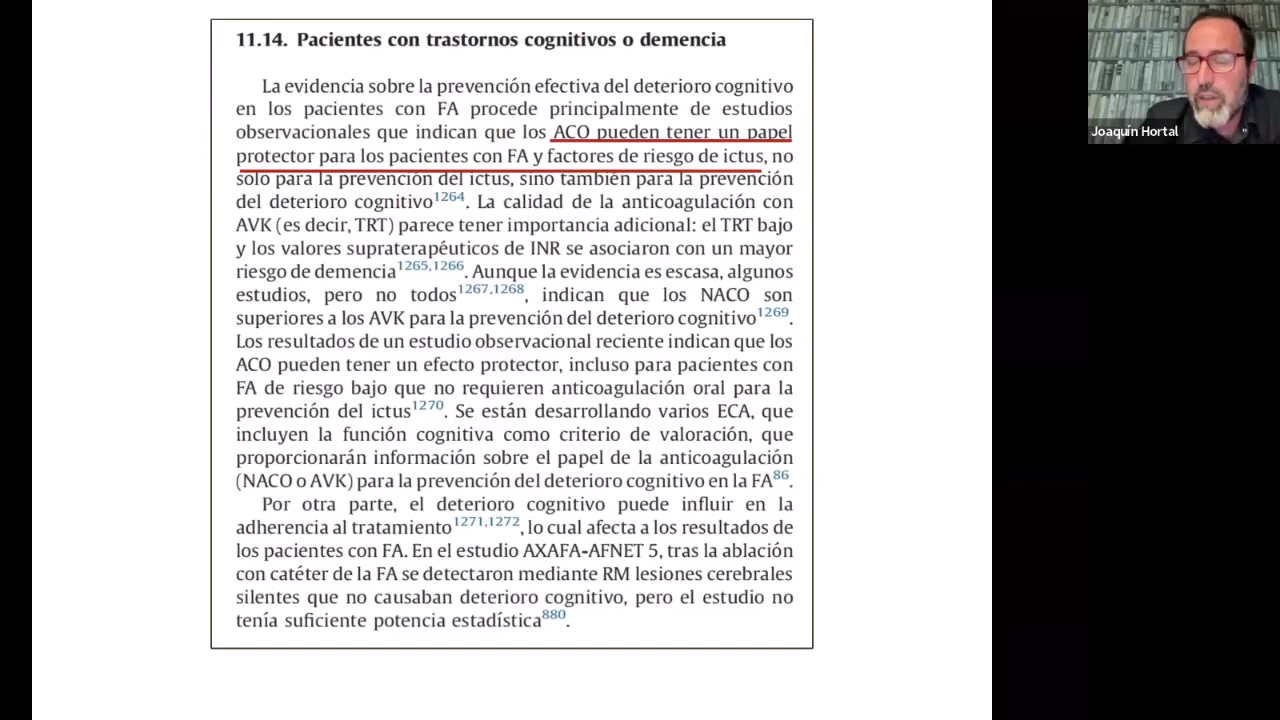 11.14. Pacientes con trastornos cognitivos o demencia
La evidencia sobre la prevención efectiva del deterioro cognitivo
en los pacientes con FA procede principalmente de estudios
observacionales que indican que los ACO pueden tener un papel
protector para los pacientes con FA y factores de riesgo de ictus, no
solo para la prevención del ictus, sino también para la prevención
del deterioro cognitivo1264. La calidad de la anticoagulación con
AVK (es decir, TRT) parece tener importancia adicional: el TRT bajo
y los valores supraterapéuticos de INR se asociaron con un mayor
riesgo de demencia1265,1266. Aunque la evidencia es escasa, algunos
estudios, pero no todos1267,1268, indican que los NACO son
superiores a los AVK para la prevención del deterioro cognitivo1269.
Los resultados de un estudio observacional reciente indican que los
ACO pueden tener un efecto protector, incluso para pacientes con
FA de riesgo bajo que no requieren anticoagulación oral para la
prevención del ictus1270. Se están desarrollando varios ECA, que
incluyen la función cognitiva como criterio de valoración, que
proporcionarán información sobre el papel de la anticoagulación
(NACO o AVK) para la prevención del deterioro cognitivo en la FA86.
Por otra parte, el deterioro cognitivo puede influir en la
adherencia al tratamiento1271,1272, lo cual afecta a los resultados de
los pacientes con FA. En el estudio AXAFA-AFNET 5, tras la ablación
con catéter de la FA se detectaron mediante RM lesiones cerebrales
silentes que no causaban deterioro cognitivo, pero el estudio no
tenía suficiente potencia estadística880.
Joaquín Hortal